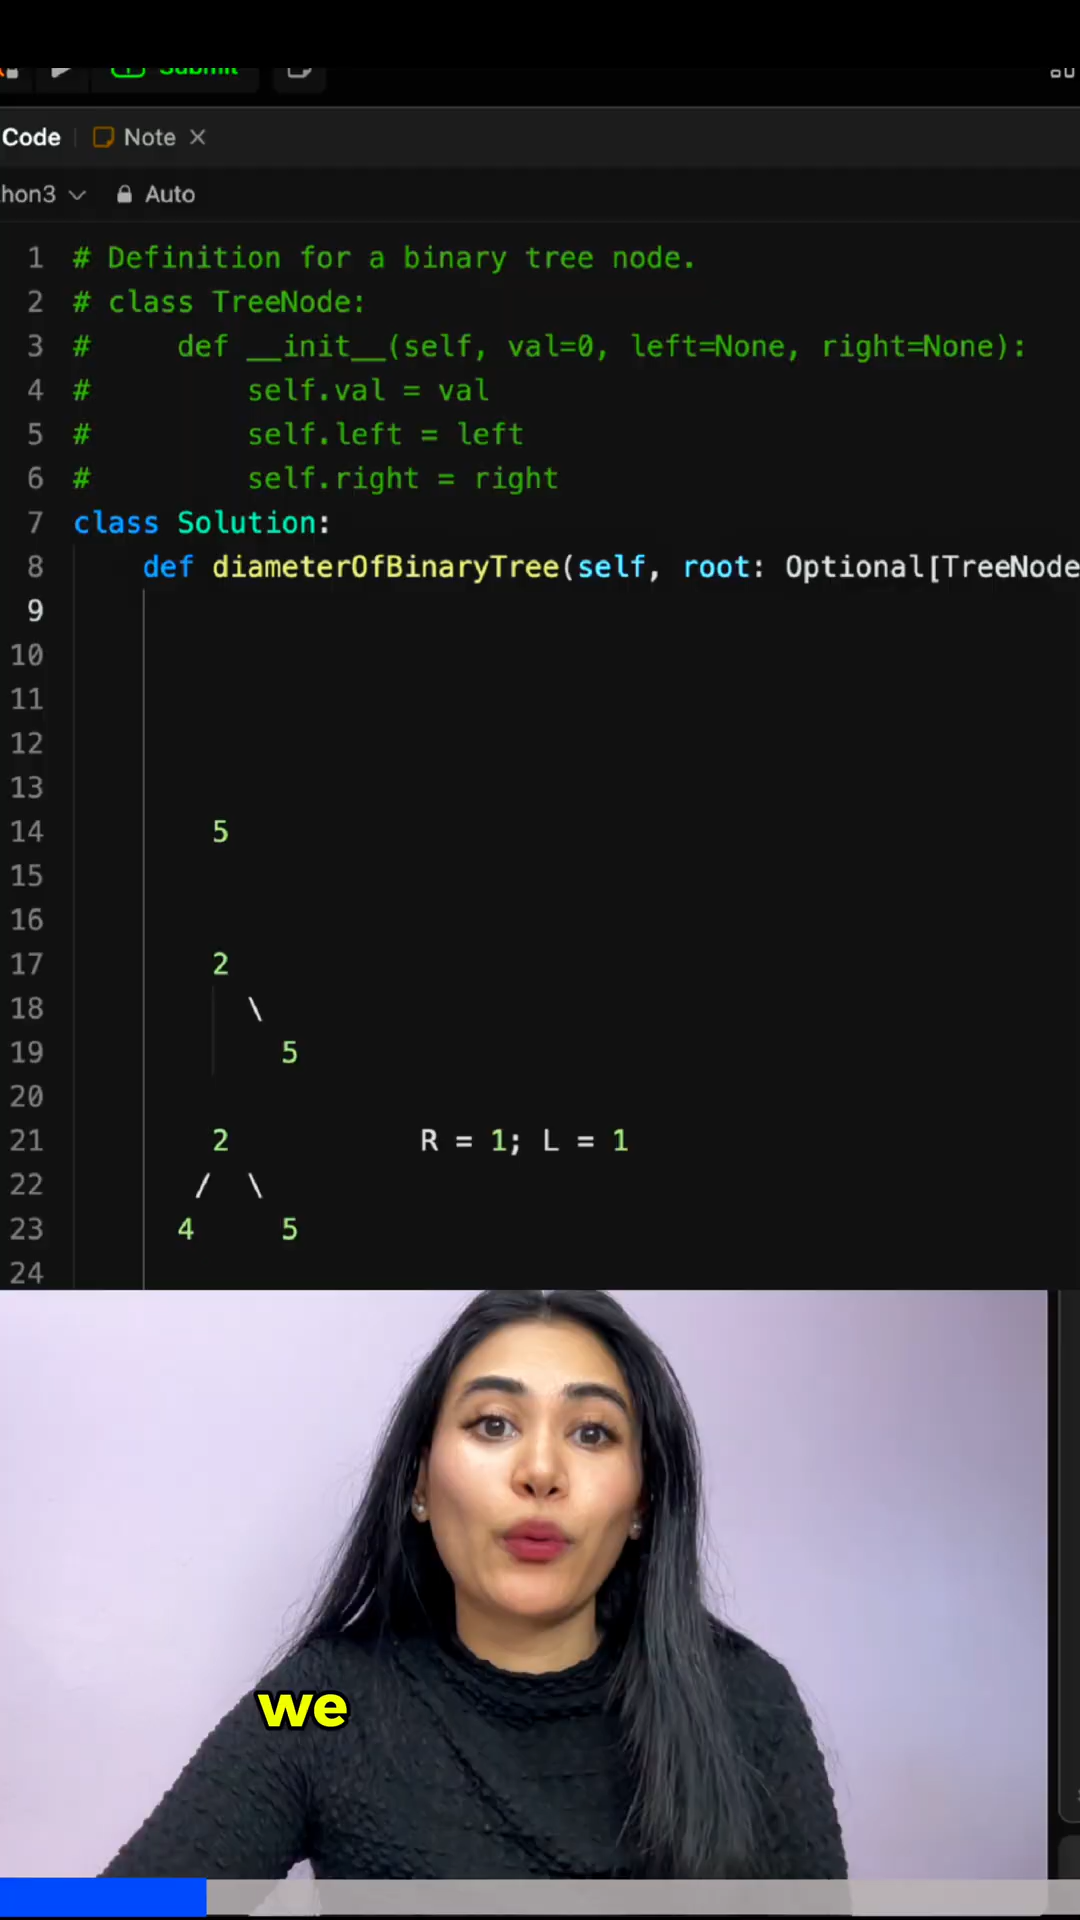 Submit
Code
Note
hon3
Auto
1 # Definition for a binary tree node.
2 # class TreeNode:
3 #     def __init__(self, val=0, left=None, right=None):
4 #         self.val = val
5 #         self.left = left
6 #         self.right = right
7 class Solution:
8     def diameterOfBinaryTree(self, root: Optional[TreeNode
9
10
11
12
13
14 5
15
16
17 2
18 \
19 5
20
21 2 R = 1; L = 1
22 / \
23 4 5
24
we